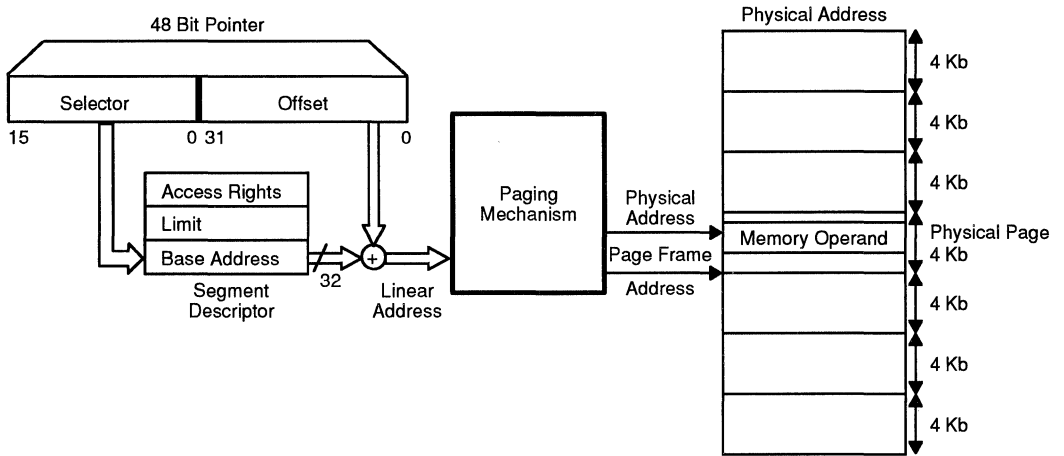 48 Bit Pointer
Selector
Offset
15
0 31
0
Access Rights
Limit
Base Address
Segment
Descriptor
32
+
Linear
Address
Paging
Mechanism
Physical
Address
Page Frame
Address
Physical Address
4 Kb
4 Kb
4 Kb
Memory Operand
Physical Page
4 Kb
4 Kb
4 Kb
4 Kb